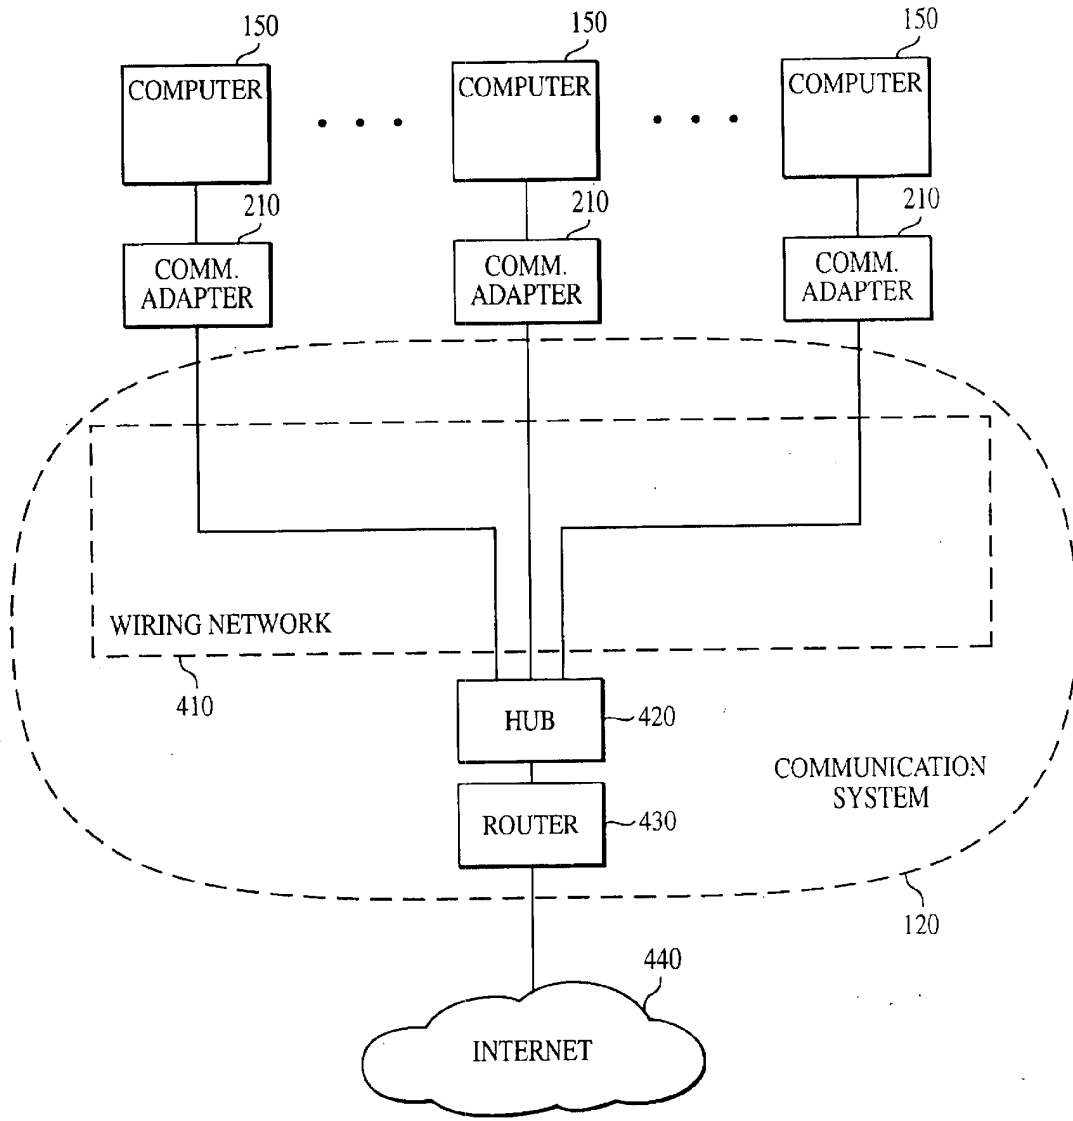 150
150
150
COMPUTER
COMPUTER
COMPUTER
210
210
210
COMM.
ADAPTER
COMM.
ADAPTER
COMM.
ADAPTER
WIRING NETWORK
410
HUB
420
COMMUNICATION
SYSTEM
ROUTER
430
120
440
INTERNET